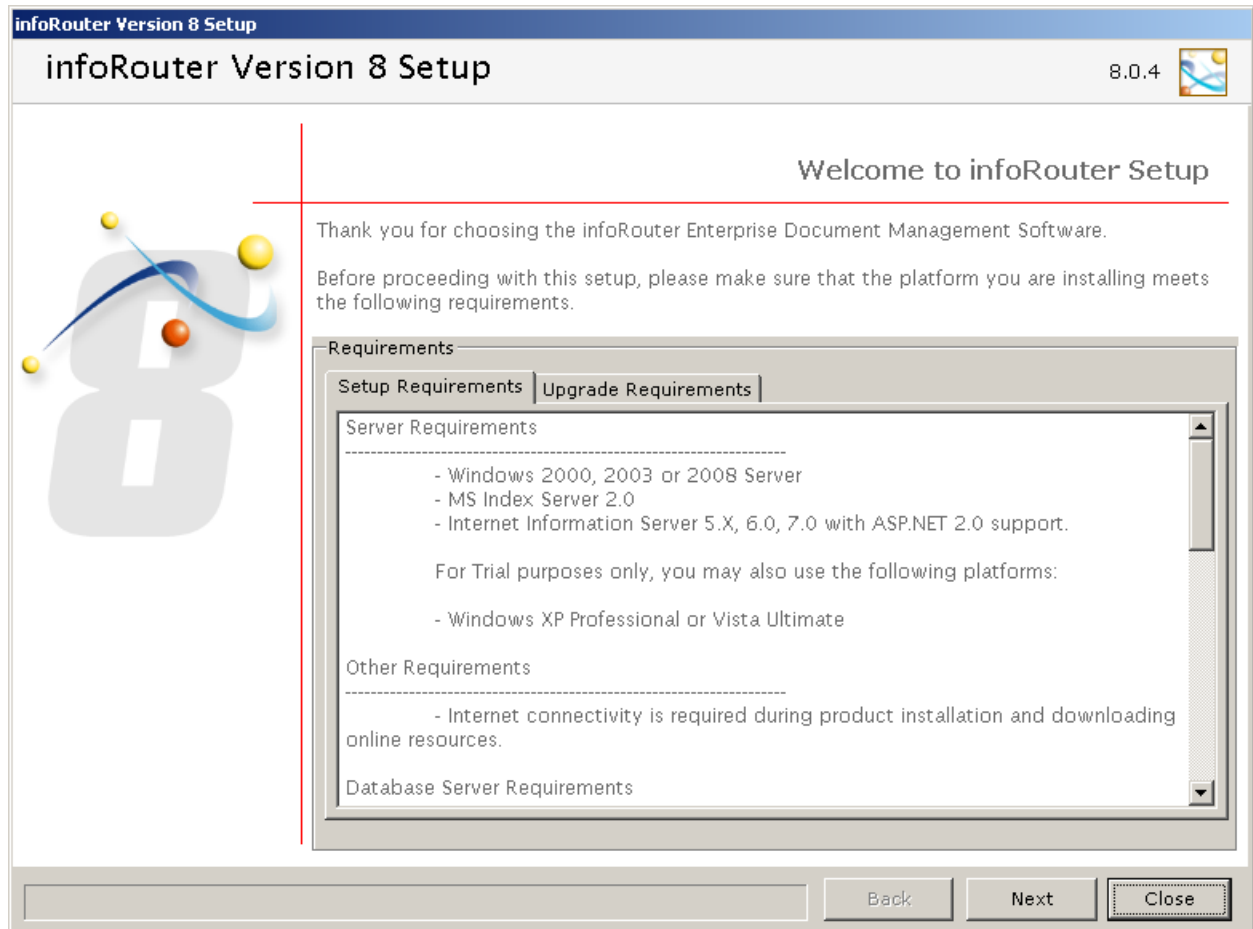 infoRouter Version 8 Setup
infoRouter Version 8 Setup
8.0.4
8
Welcome to infoRouter Setup
Thank you for choosing the infoRouter Enterprise Document Management Software.
Before proceeding with this setup, please make sure that the platform you are installing meets
the following requirements.
Requirements
Setup Requirements
Upgrade Requirements
Server Requirements
----------------------------------------------------------------------
- Windows 2000, 2003 or 2008 Server
- MS Index Server 2.0
- Internet Information Server 5.X, 6.0, 7.0 with ASP.NET 2.0 support.
For Trial purposes only, you may also use the following platforms:
- Windows XP Professional or Vista Ultimate
Other Requirements
----------------------------------------------------------------------
- Internet connectivity is required during product installation and downloading
online resources.
Database Server Requirements
Back
Next
Close